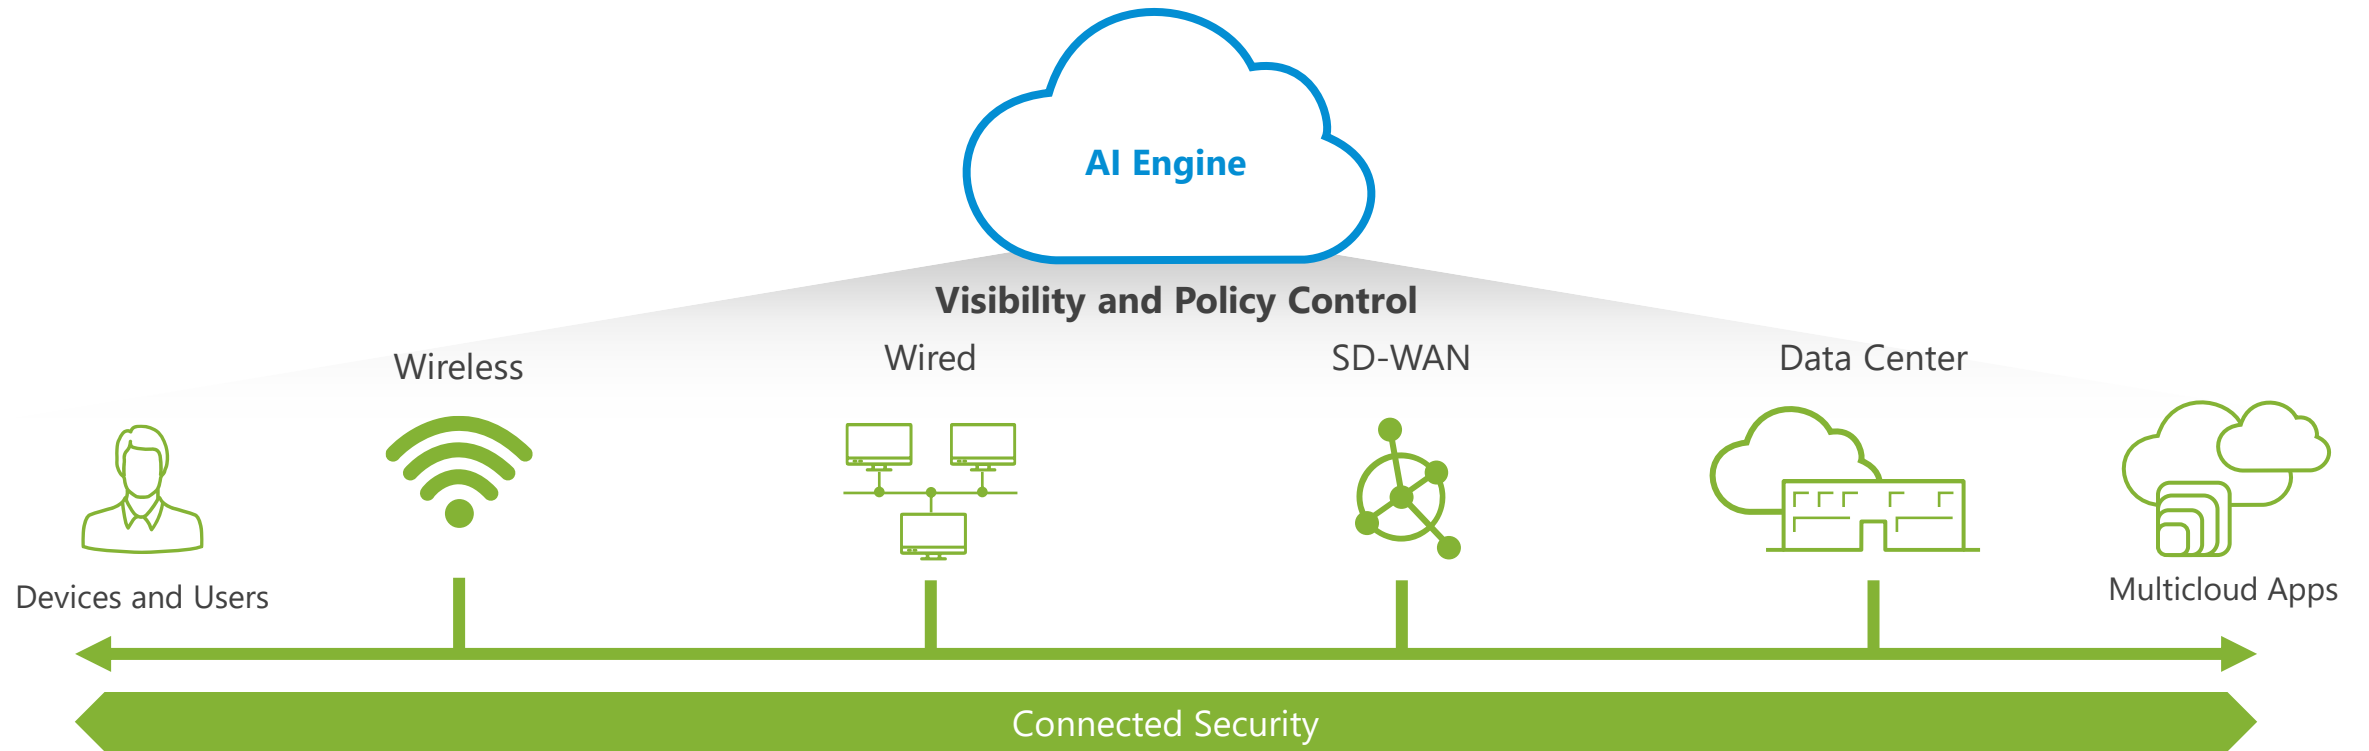 AI Engine
Visibility and Policy Control
Wireless
Wired
SD-WAN
Data Center
Devices and Users
Multicloud Apps
Connected Security